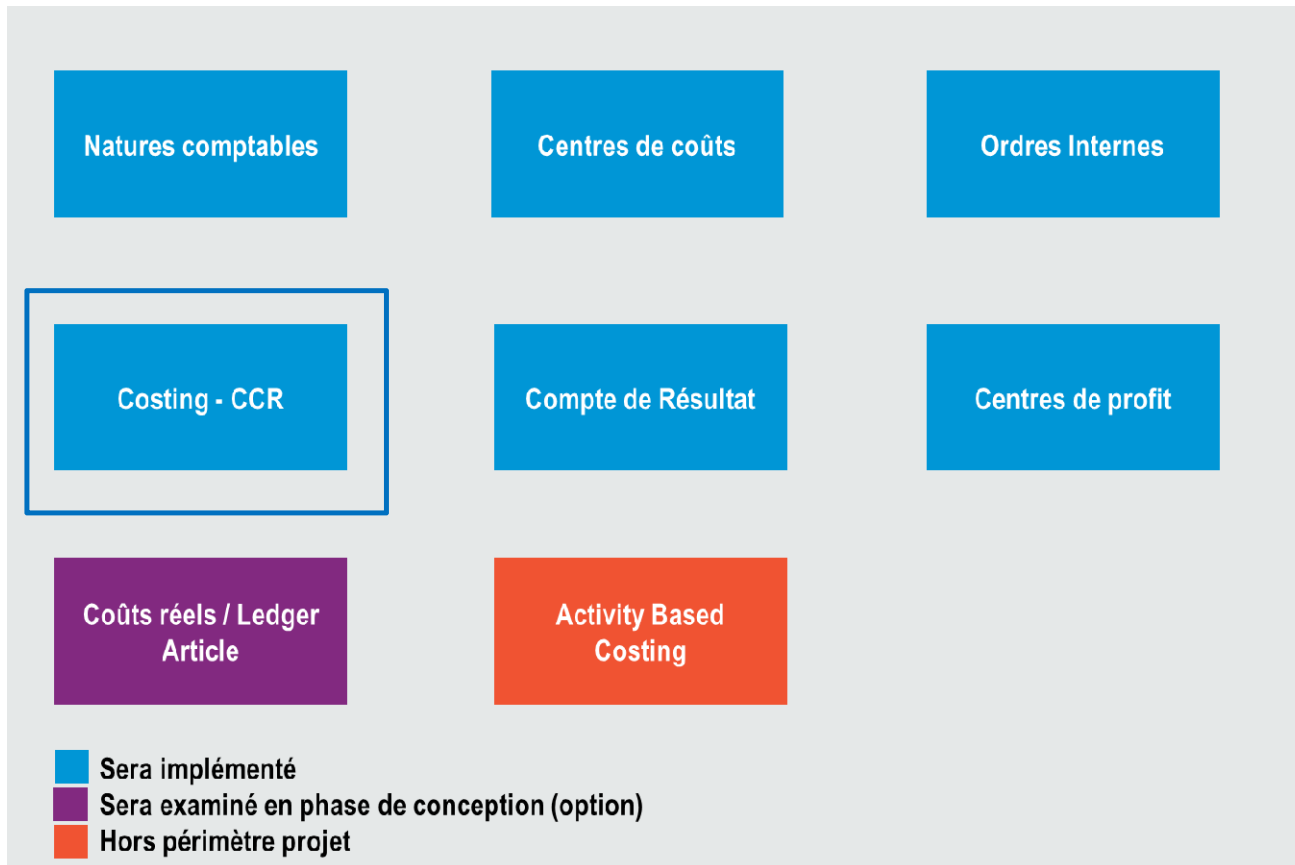 Natures comptables
Centres de coûts
Ordres Internes
Costing - CCR
Compte de Résultat
Centres de profit
Coûts réels / Ledger
Article
Activity Based
Costing
Sera implémenté
Sera examiné en phase de conception (option)
Hors périmètre projet